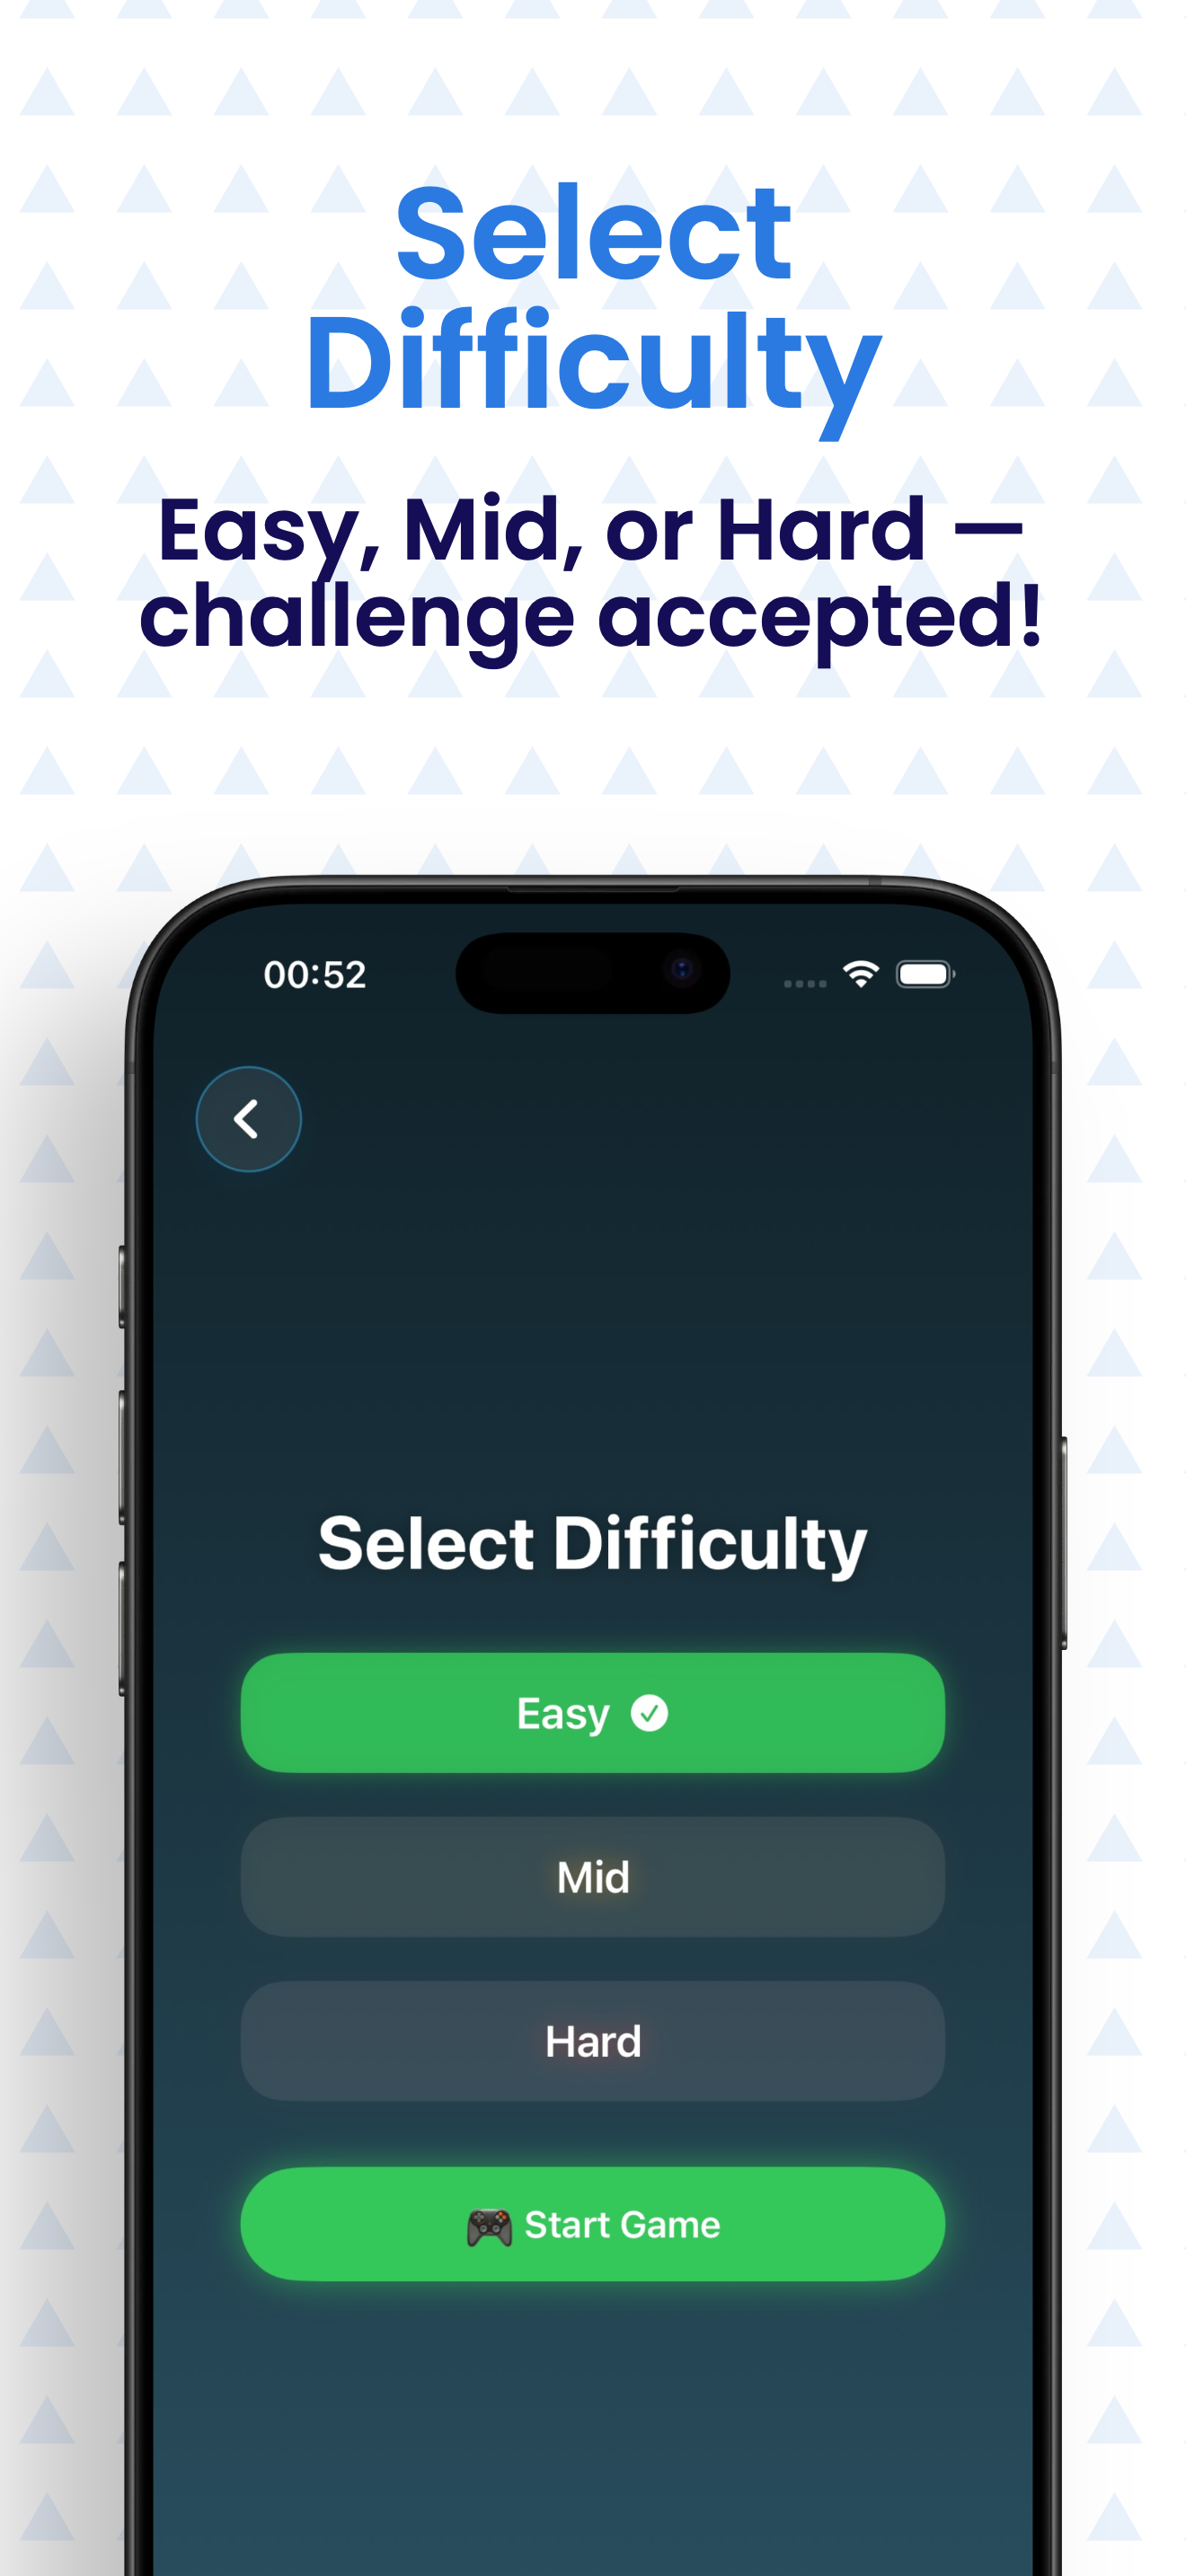 Select
Difficulty
Easy, Mid, or Hard —
challenge accepted!
00:52
Select Difficulty
Easy
Mid
Hard
🎮 Start Game